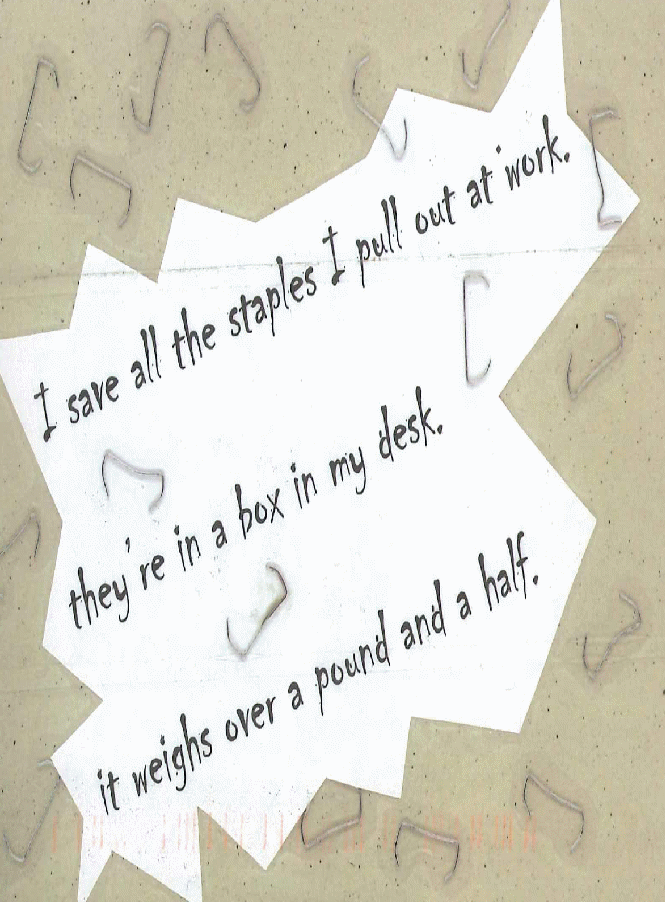 I save all the staples I pull out at work.
they're in a box in my desk.
it weighs over a pound and a half.